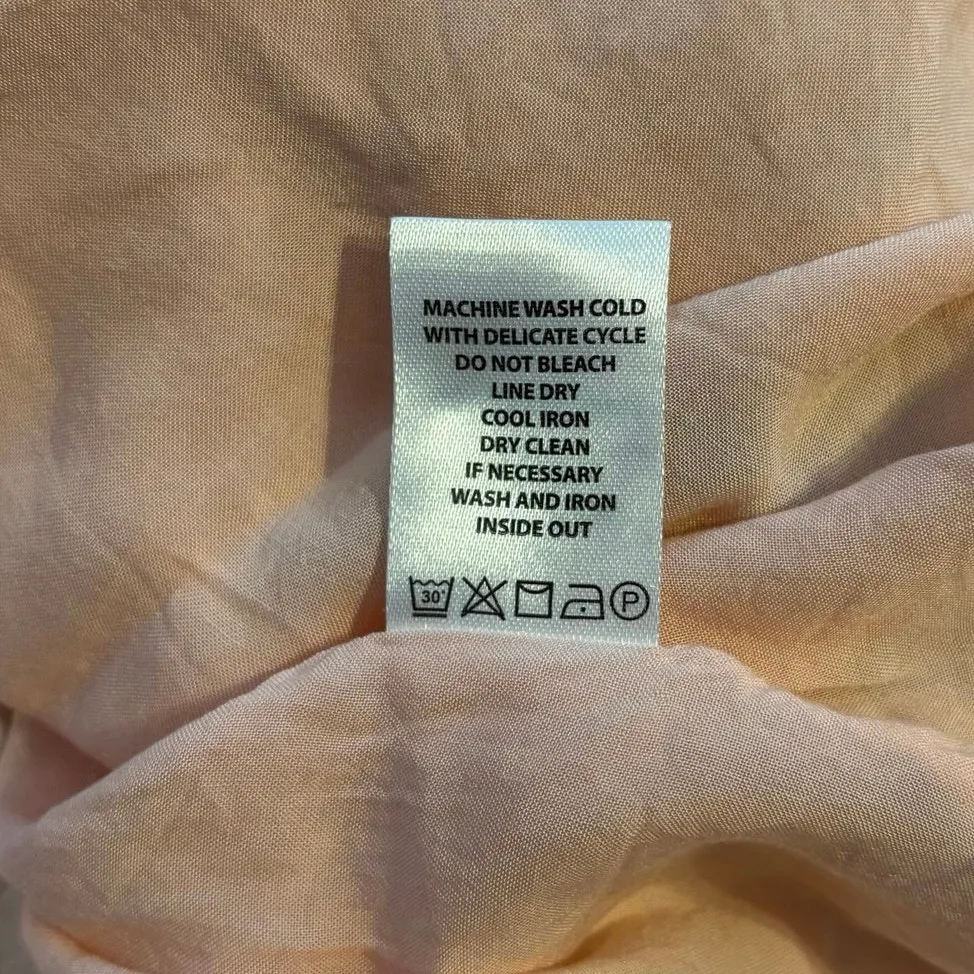 MACHINE WASH COLD
WITH DELICATE CYCLE
DO NOT BLEACH
LINE DRY
COOL IRON
DRY CLEAN
IF NECESSARY
WASH AND IRON
INSIDE OUT
30° P